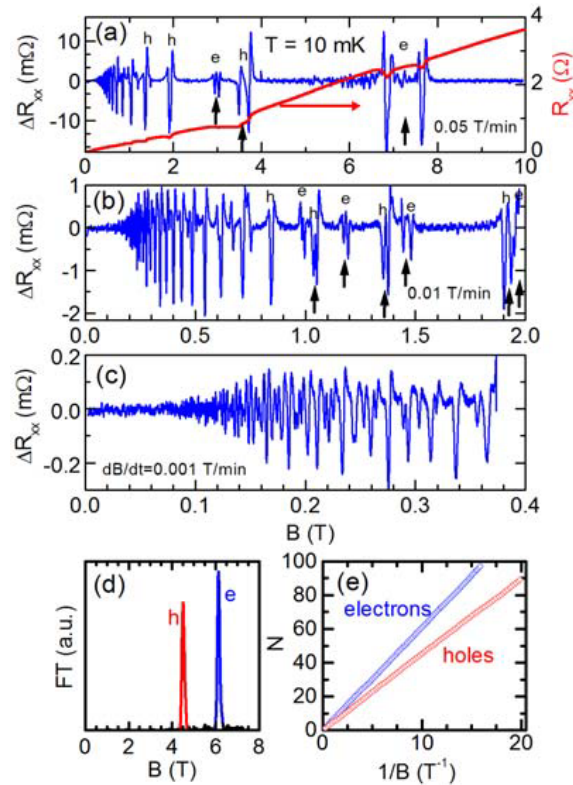 (a)
h
h
T = 10 mK
e
h
0.05 T/min
ΔRxx (mΩ)
10
0
-10
Rxx (Ω)
4
2
0
0 2 4 6 8 10
(b)
h
e
h
e
h
e
h
e
0.01 T/min
ΔRxx (mΩ)
1
0
-1
-2
0.0 0.5 1.0 1.5 2.0
(c)
dB/dt=0.001 T/min
ΔRxx (mΩ)
0.2
0.0
-0.2
0.0 0.1 0.2 0.3 0.4
B (T)
(d)
h
e
FT (a.u.)
0 2 4 6 8
B (T)
(e)
electrons
holes
N
100
80
60
40
20
0
0 10 20
1/B (T⁻¹)